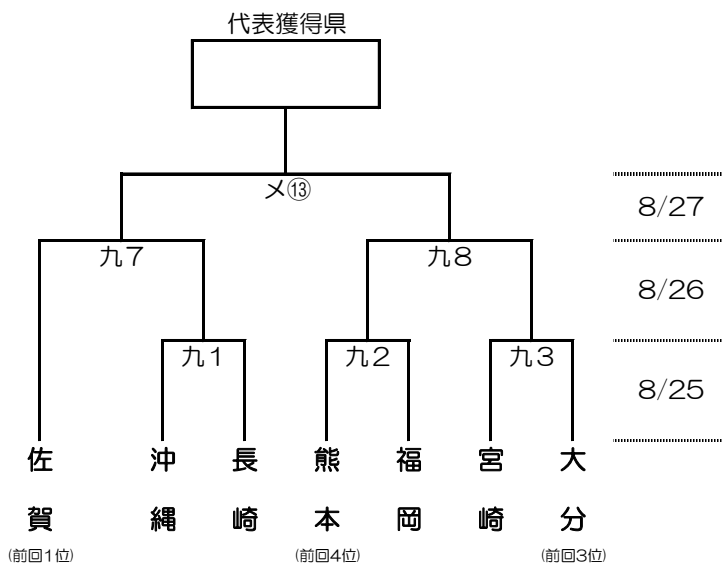 代表獲得県
メ⑬
8/27
九7
九8
8/26
九1
九2
九3
8/25
佐賀
沖縄
長崎
熊本
福岡
宮崎
大分
(前回1位)
(前回4位)
(前回3位)